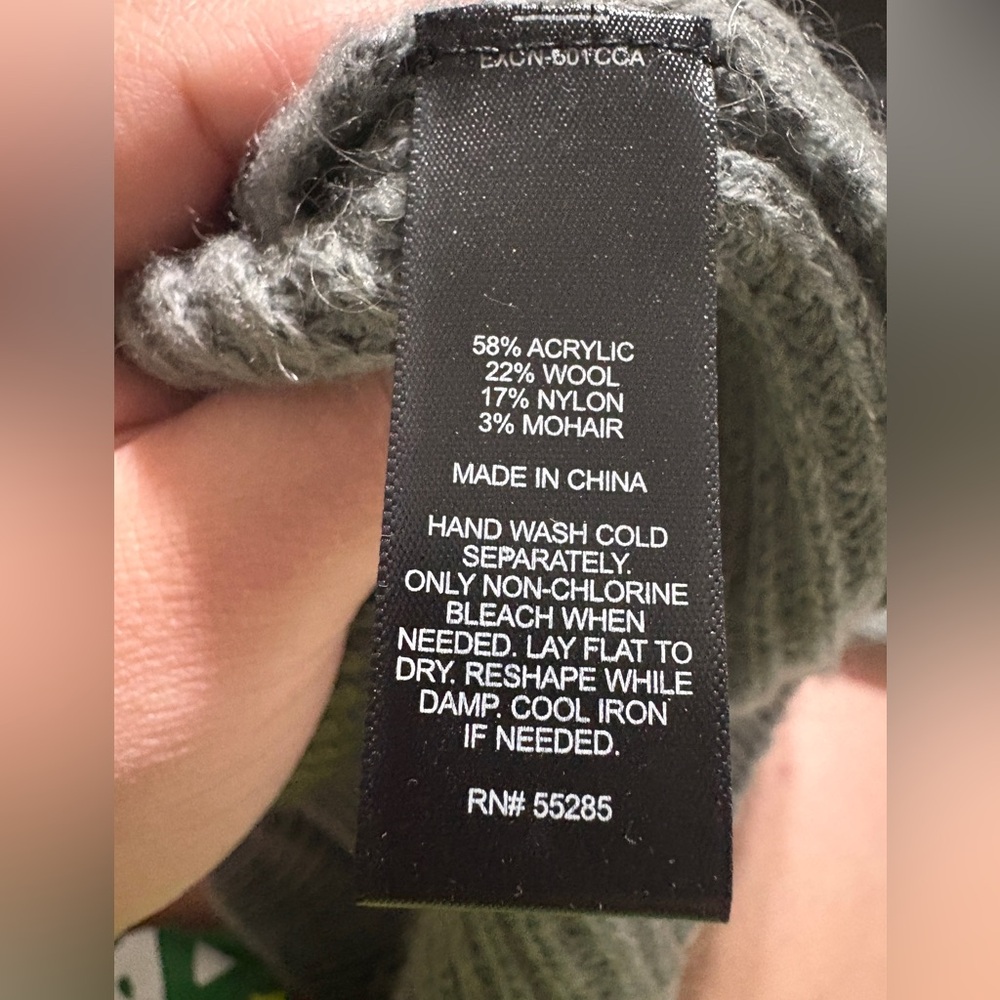 58% ACRYLIC
22% WOOL
17% NYLON
3% MOHAIR
MADE IN CHINA
HAND WASH COLD
SEPARATELY.
ONLY NON-CHLORINE
BLEACH WHEN
NEEDED. LAY FLAT TO
DRY. RESHAPE WHILE
DAMP. COOL IRON
IF NEEDED.
RN# 55285